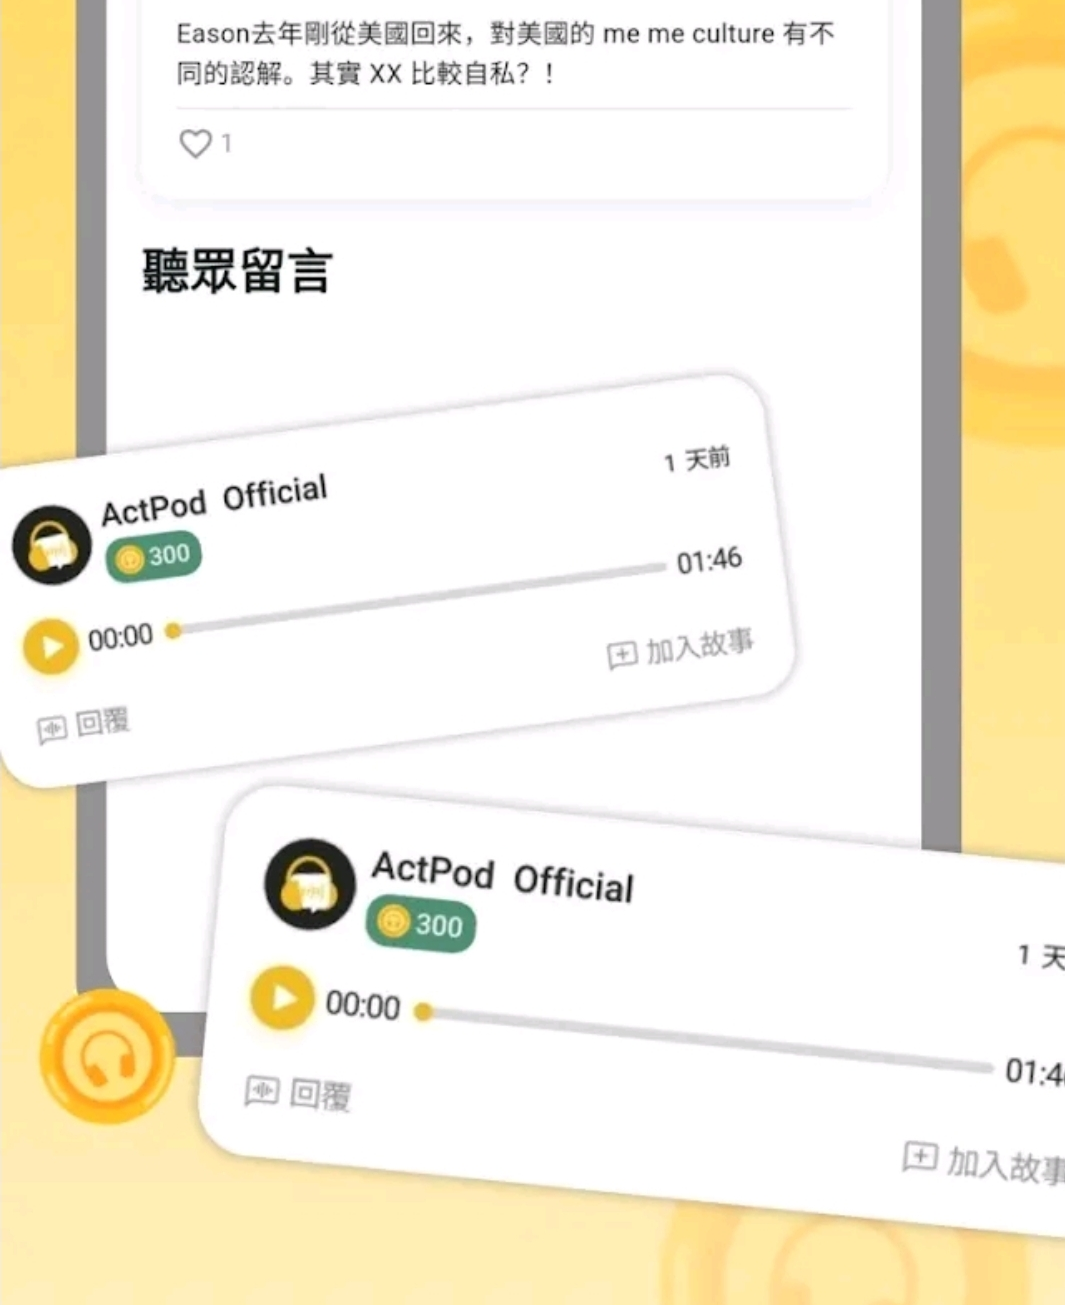 Eason去年剛從美國回來，對美國的 me me culture 有不
同的認解。其實 XX 比較自私？！
1
聽眾留言
ActPod Official
1 天前
300
00:00
01:46
回覆
加入故事
ActPod Official
300
1 天
00:00
01:4
回覆
加入故事